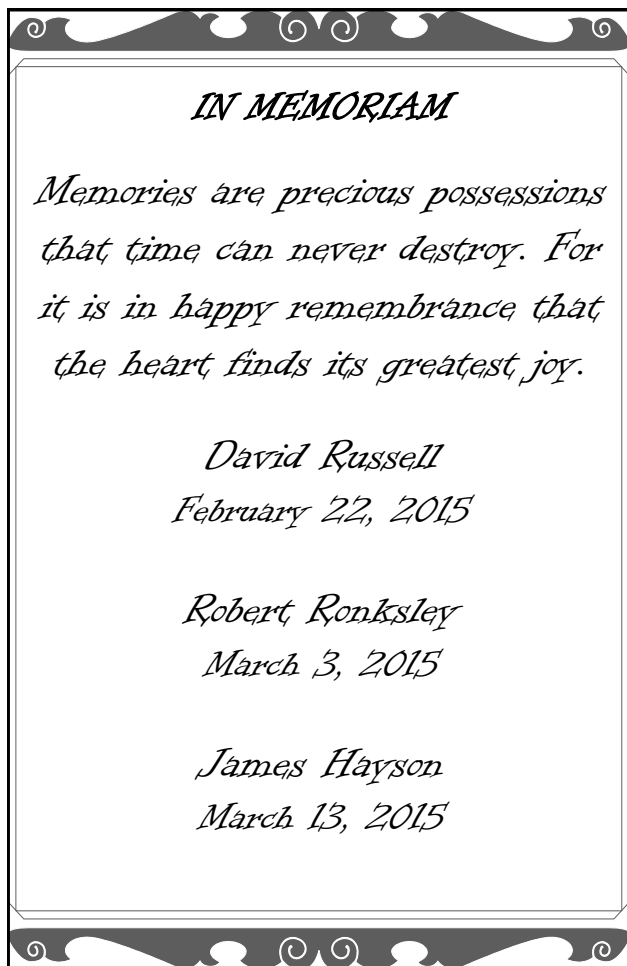 IN MEMORIAM
Memories are precious possessions
that time can never destroy. For
it is in happy remembrance that
the heart finds its greatest joy.
David Russell
February 22, 2015
Robert Ronksley
March 3, 2015
James Hayson
March 13, 2015